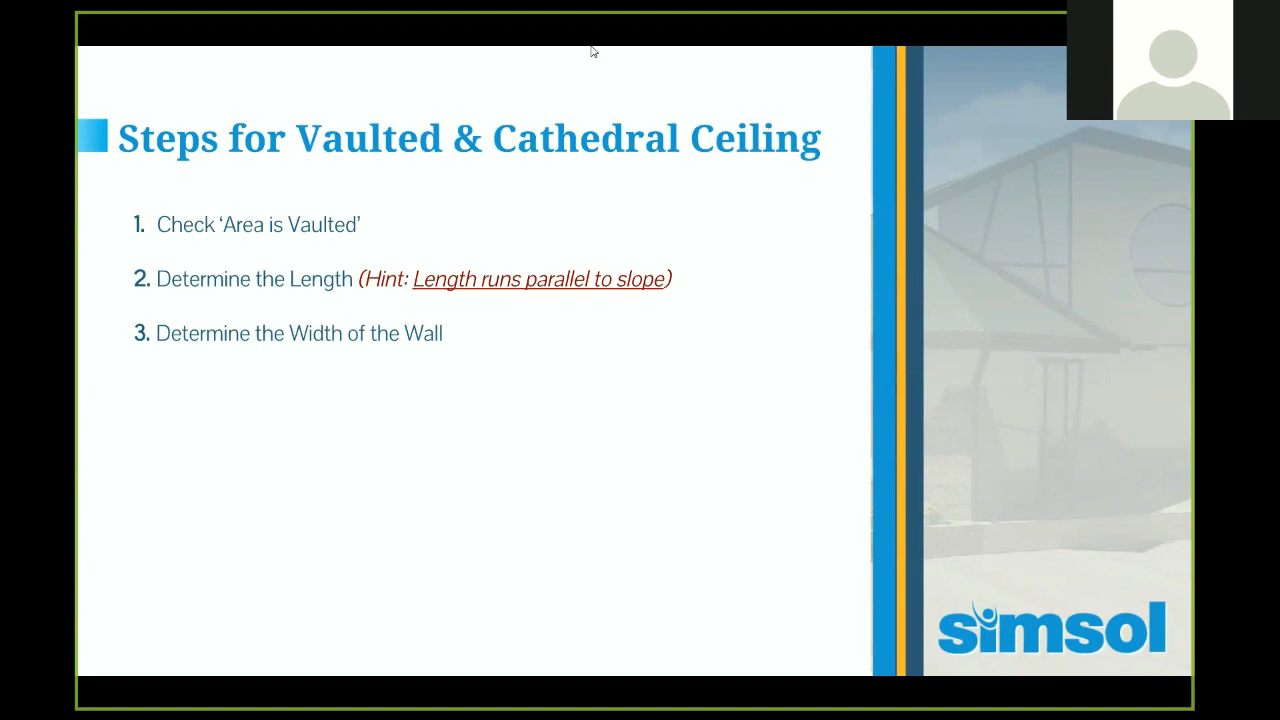 Steps for Vaulted & Cathedral Ceiling
1. Check ‘Area is Vaulted’
2. Determine the Length (Hint: Length runs parallel to slope)
3. Determine the Width of the Wall
simsol